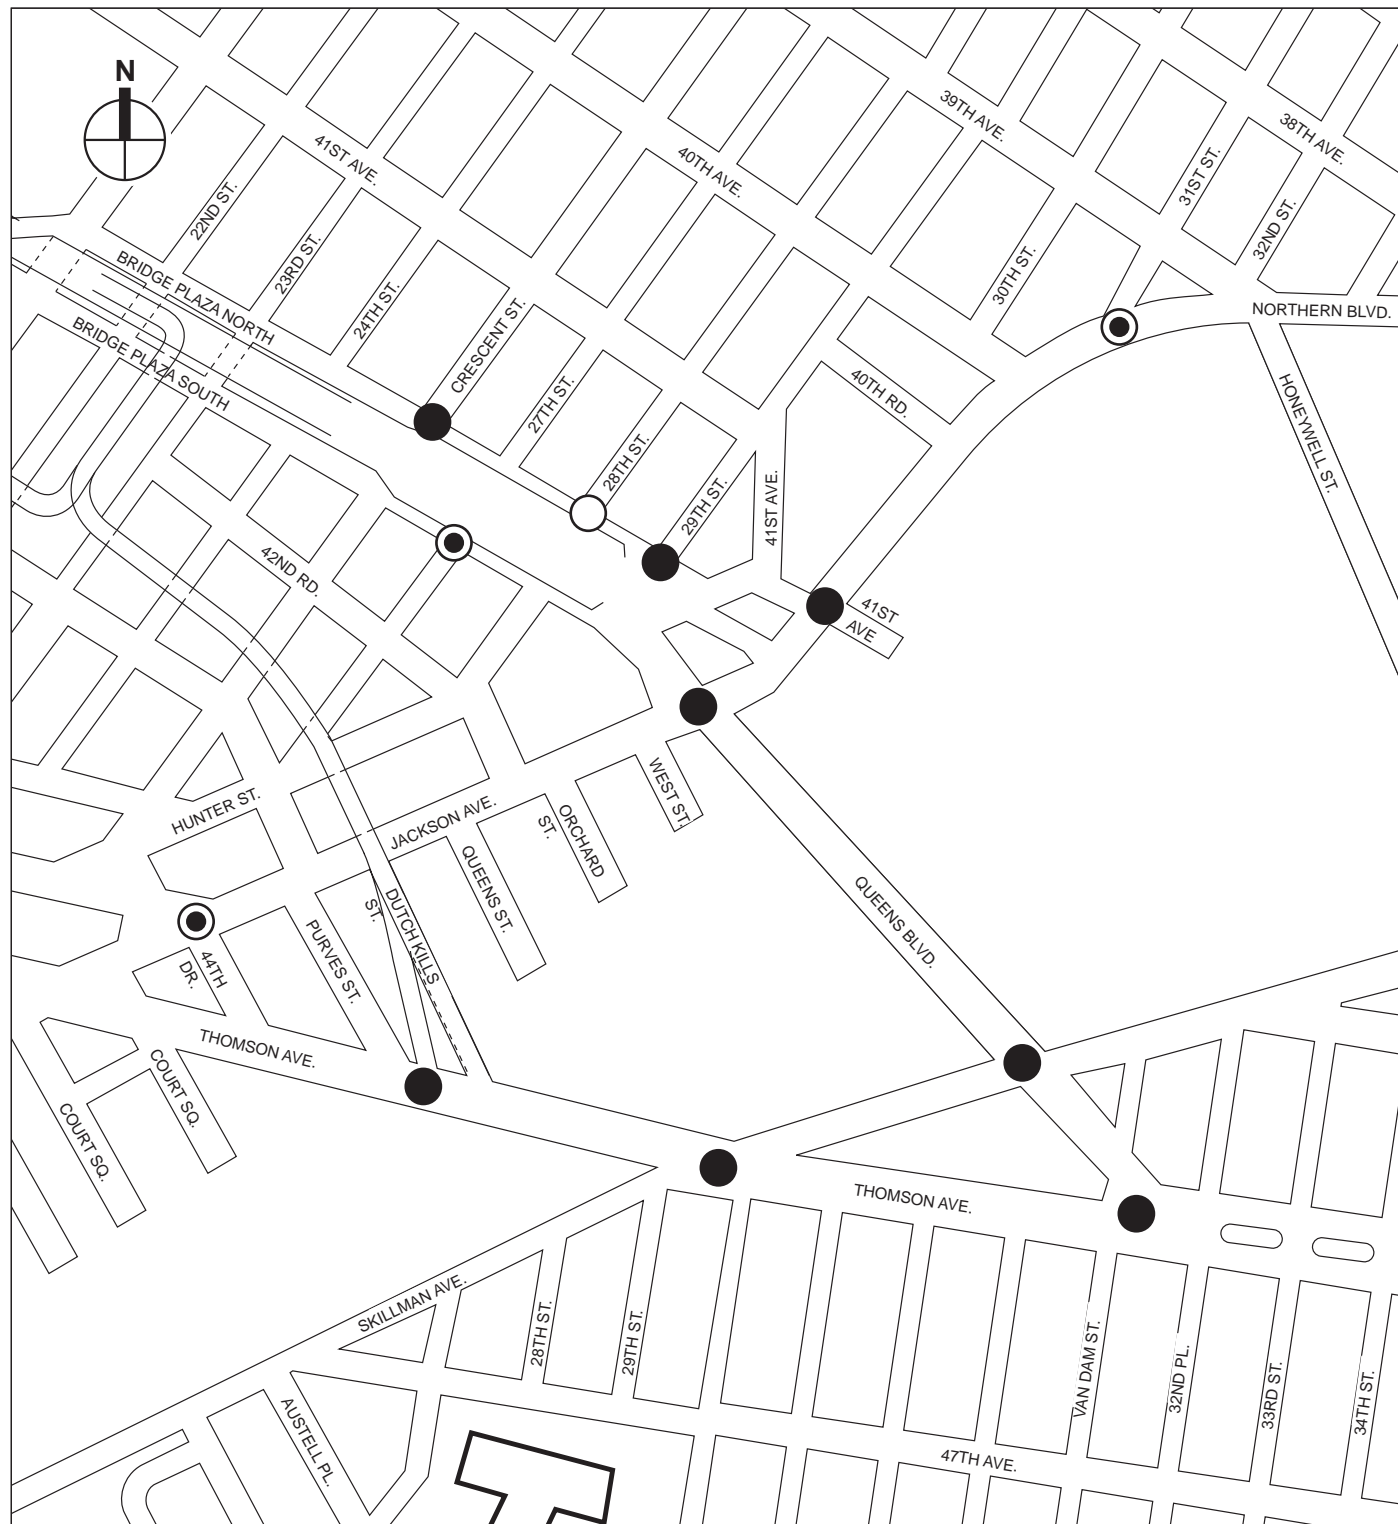 N
39TH AVE.
38TH AVE.
41ST AVE.
40TH AVE.
31ST ST.
22ND ST.
32ND ST.
23RD ST.
30TH ST.
BRIDGE PLAZA NORTH
24TH ST.
NORTHERN BLVD.
CRESCENT ST.
BRIDGE PLAZA SOUTH
27TH ST.
40TH RD.
HONEYWELL ST.
28TH ST.
29TH ST.
41ST AVE.
42ND RD.
41ST
AVE
WEST ST.
HUNTER ST.
JACKSON AVE.
ORCHARD
ST.
QUEENS ST.
DUTCH KILLS
ST.
QUEENS BLVD.
PURVES ST.
44TH
DR.
THOMSON AVE.
COURT SQ.
COURT SQ.
THOMSON AVE.
SKILLMAN AVE.
28TH ST.
29TH ST.
VAN DAM ST.
32ND PL.
33RD ST.
34TH ST.
AUSTELL PL.
47TH AVE.